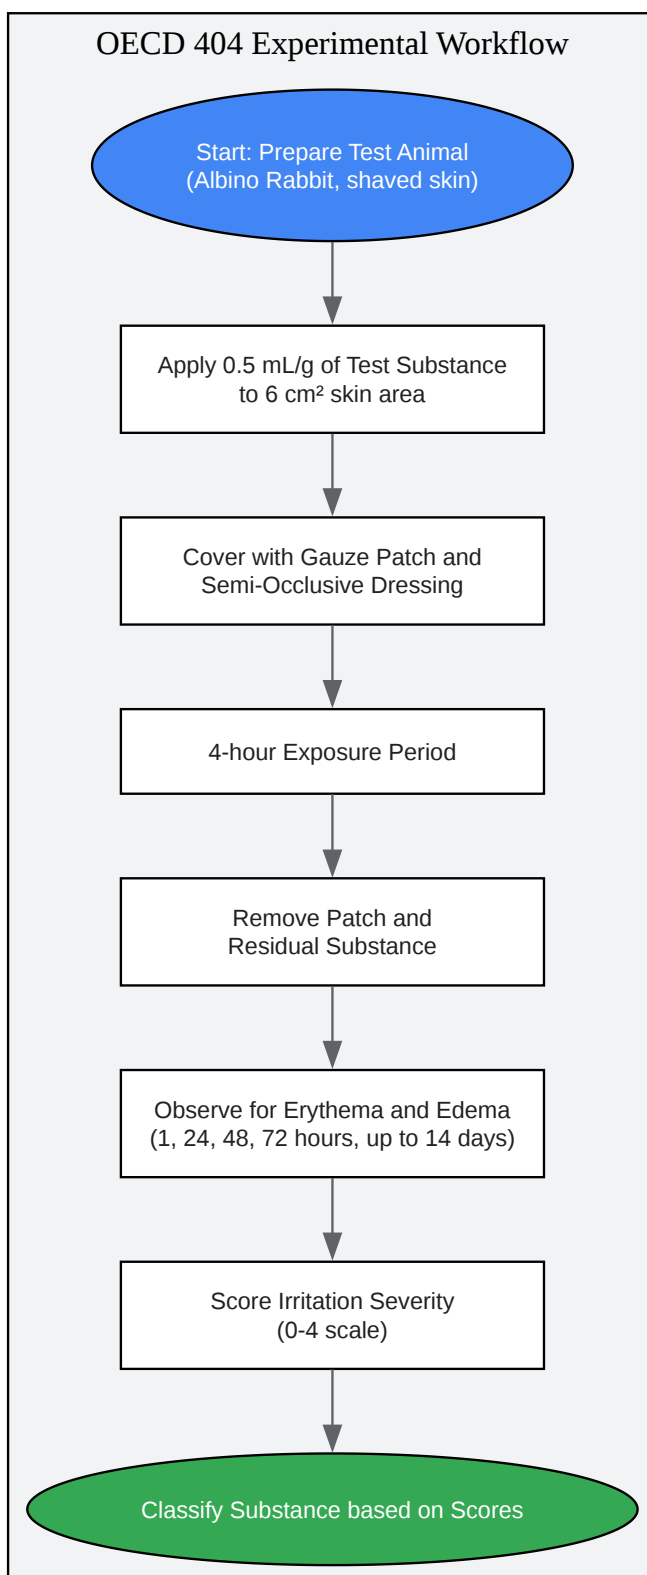 OECD 404 Experimental Workflow
Start: Prepare Test Animal
(Albino Rabbit, shaved skin)
Apply 0.5 mL/g of Test Substance
to 6 cm² skin area
Cover with Gauze Patch and
Semi-Occlusive Dressing
4-hour Exposure Period
Remove Patch and
Residual Substance
Observe for Erythema and Edema
(1, 24, 48, 72 hours, up to 14 days)
Score Irritation Severity
(0-4 scale)
Classify Substance based on Scores